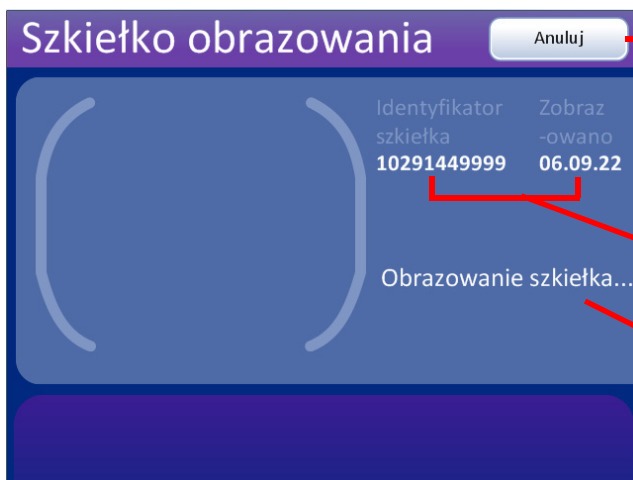 Szkiełko obrazowania
Anuluj
Identyfikator szkiełka
Zobraz -owano
10291449999
06.09.22
Obrazowanie szkiełka...